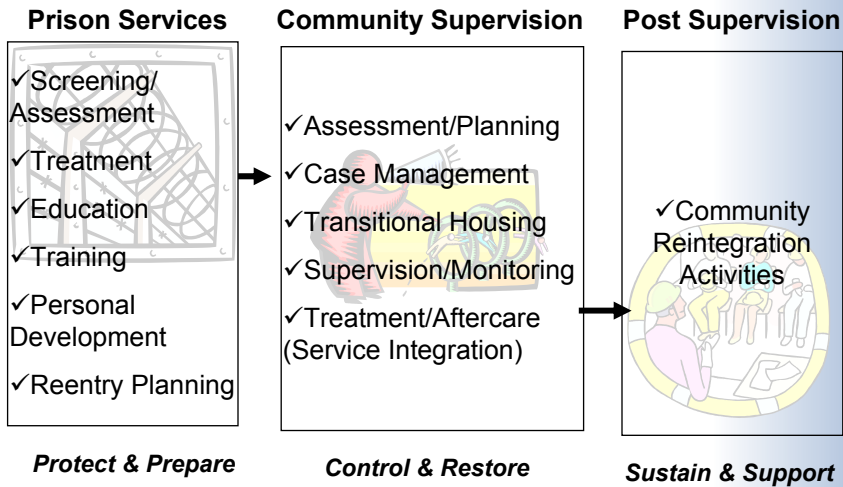 Prison Services
✓Screening/
Assessment
✓Treatment
✓Education
✓Training
✓Personal
Development
✓Reentry Planning
Protect & Prepare
Community Supervision
✓Assessment/Planning
✓Case Management
✓Transitional Housing
✓Supervision/Monitoring
✓Treatment/Aftercare
(Service Integration)
Control & Restore
Post Supervision
✓Community
Reintegration
Activities
Sustain & Support